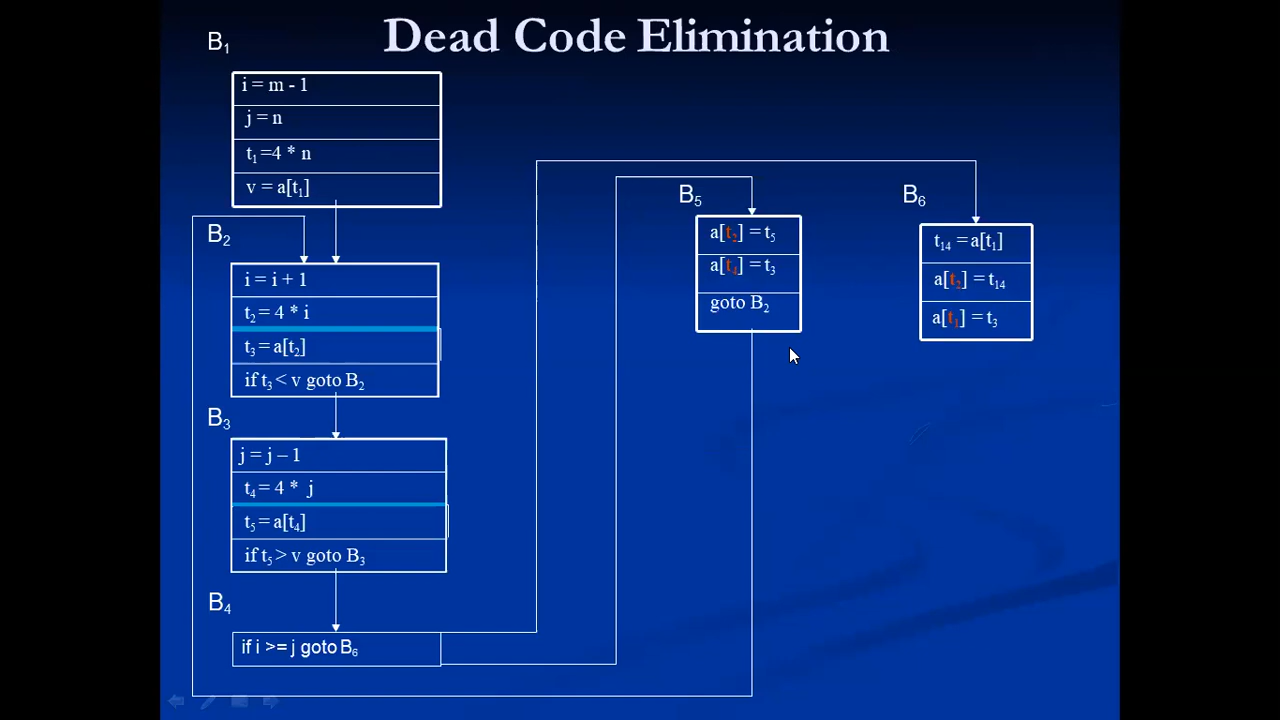 Dead Code Elimination
B₁
i = m - 1
j = n
t₁ =4 * n
v = a[t₁]
B₂
i = i + 1
t₂ = 4 * i
t₃ = a[t₂]
if t₃ < v goto B₂
B₃
j = j – 1
t₄ = 4 * j
t₅ = a[t₄]
if t₅ > v goto B₃
B₄
if i >= j goto B₆
B₅
a[t₂] = t₅
a[t₄] = t₃
goto B₂
B₆
t₁₄ = a[t₁]
a[t₂] = t₁₄
a[t₁] = t₃